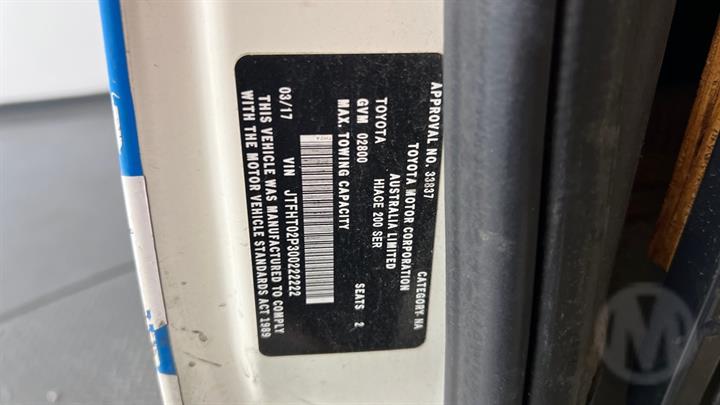 APPROVAL NO. 33837 CATEGORY-NA
TOYOTA MOTOR CORPORATION
AUSTRALIA LIMITED
TOYOTA HIACE 200 SER
GVM 02800 SEATS 2
MAX. TOWING CAPACITY
03/17 VIN JTFHT02P300222222
THIS VEHICLE WAS MANUFACTURED TO COMPLY
WITH THE MOTOR VEHICLE STANDARDS ACT 1989
M